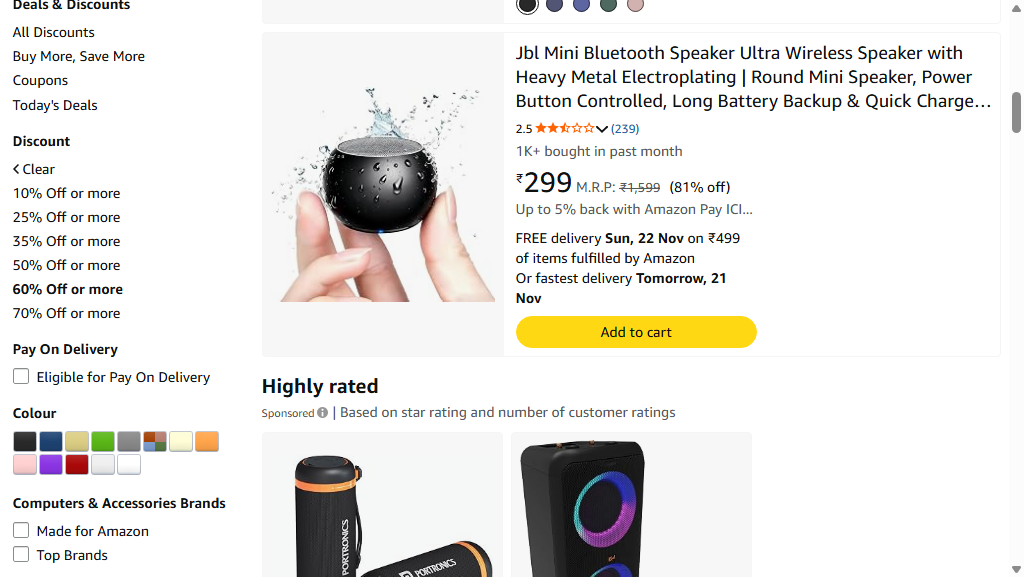 Deals & Discounts
All Discounts
Buy More, Save More
Coupons
Today's Deals
Discount
Clear
10% Off or more
25% Off or more
35% Off or more
50% Off or more
60% Off or more
70% Off or more
Pay On Delivery
Eligible for Pay On Delivery
Colour
Computers & Accessories Brands
Made for Amazon
Top Brands
Jbl Mini Bluetooth Speaker Ultra Wireless Speaker with
Heavy Metal Electroplating | Round Mini Speaker, Power
Button Controlled, Long Battery Backup & Quick Charge…
2.5 (239)
1K+ bought in past month
₹299 M.R.P: ₹1,599 (81% off)
Up to 5% back with Amazon Pay ICI…
FREE delivery Sun, 22 Nov on ₹499
of items fulfilled by Amazon
Or fastest delivery Tomorrow, 21
Nov
Add to cart
Highly rated
Sponsored | Based on star rating and number of customer ratings
PORTRONICS
PORTRONICS